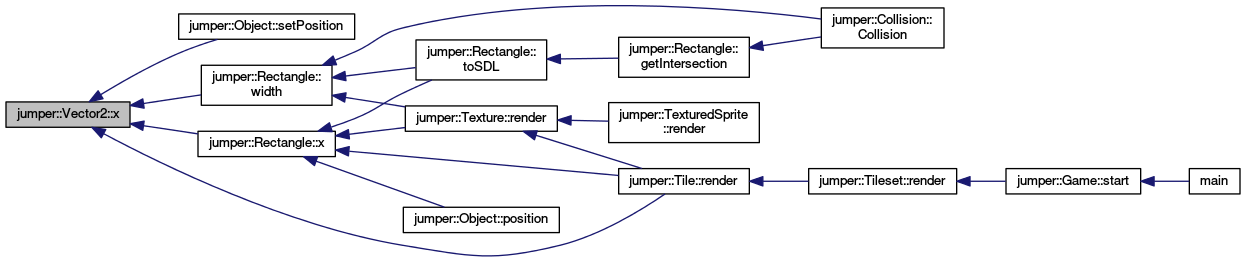 jumper::Object::setPosition
jumper::Collision::
Collision
jumper::Rectangle::
toSDL
jumper::Rectangle::
getIntersection
jumper::Rectangle::
width
jumper::Vector2::x
jumper::Texture::render
jumper::TexturedSprite
::render
jumper::Rectangle::x
jumper::Tile::render
jumper::Tileset::render
jumper::Game::start
main
jumper::Object::position